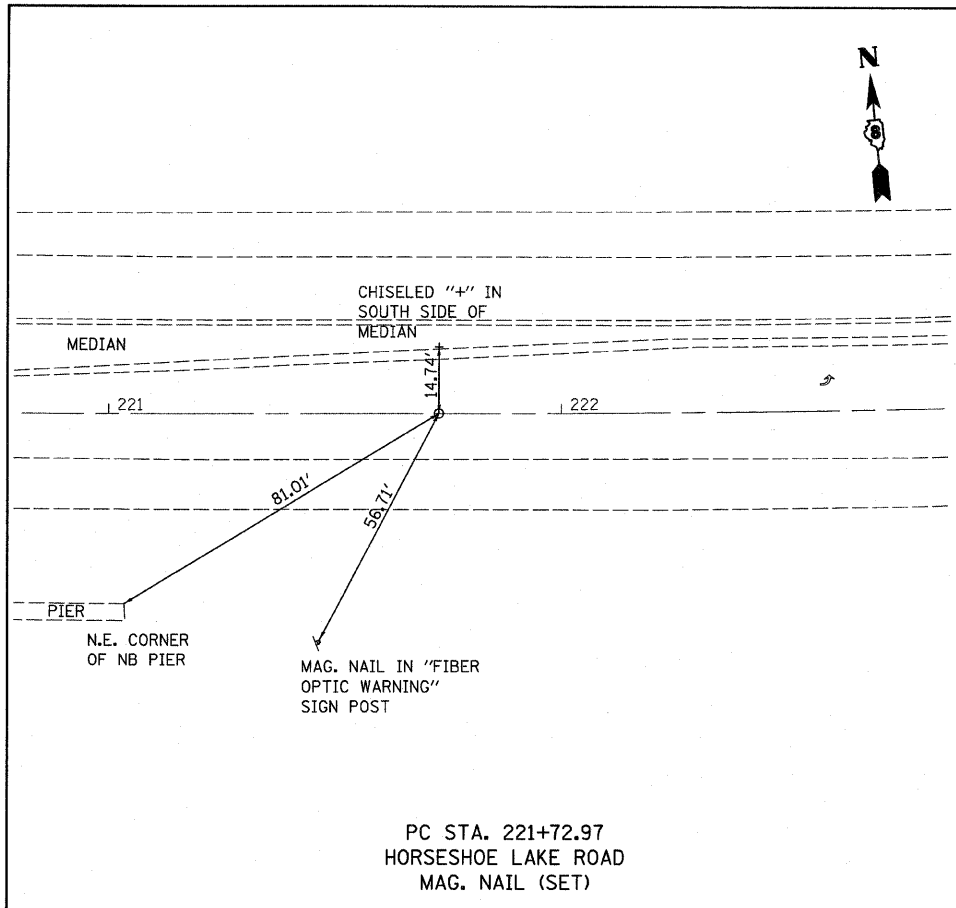 N
8
CHISELED "+" IN
SOUTH SIDE OF
MEDIAN
MEDIAN
14.74'
221
222
81.01'
56.71'
PIER
N.E. CORNER
OF NB PIER
MAG. NAIL IN "FIBER
OPTIC WARNING"
SIGN POST
PC STA. 221+72.97
HORSESHOE LAKE ROAD
MAG. NAIL (SET)